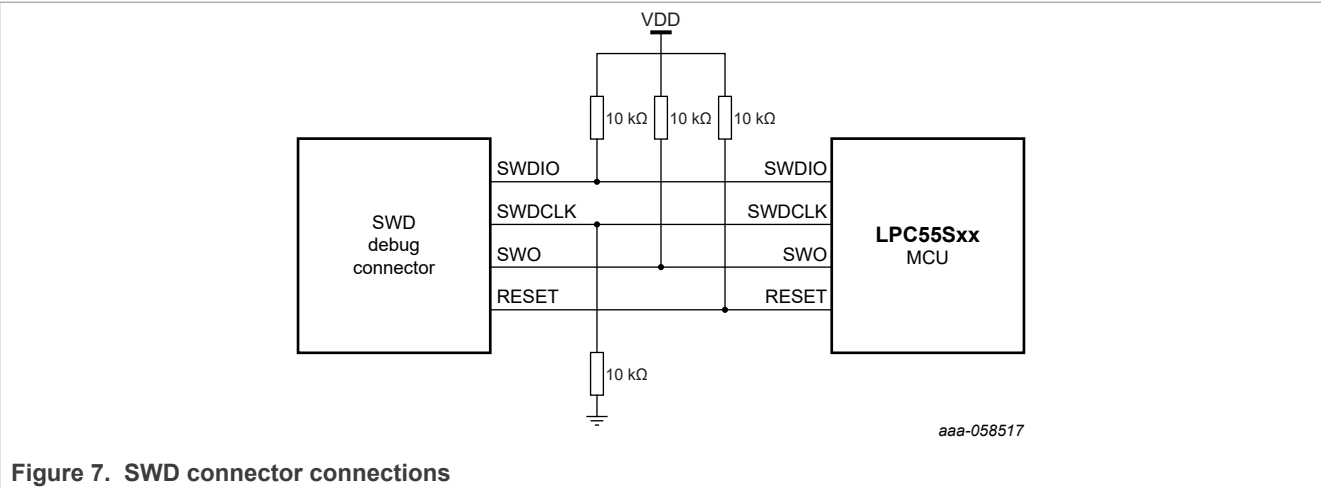 VDD
10 kΩ 10 kΩ 10 kΩ
SWDIO SWDIO
SWDCLK SWDCLK
SWD
debug
connector
LPC55Sxx
MCU
SWO SWO
RESET RESET
10 kΩ
aaa-058517
Figure 7. SWD connector connections